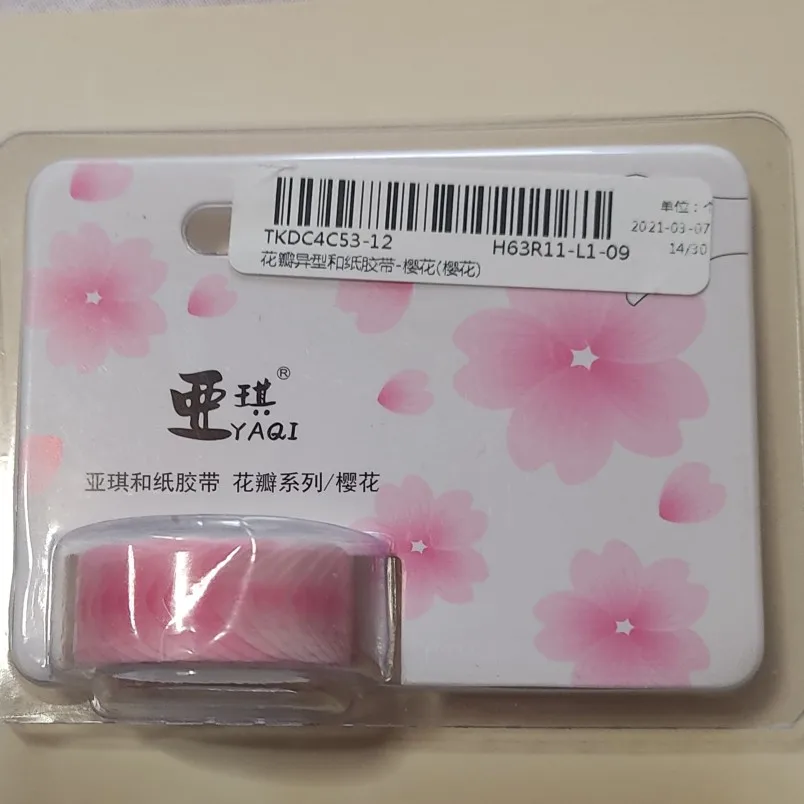 单位：个
TKDC4C53-12
H63R11-L1-09
2021-03-07
14/30
花瓣异型和纸胶带-樱花(樱花)
亚琪®
YAQI
亚琪和纸胶带 花瓣系列/樱花